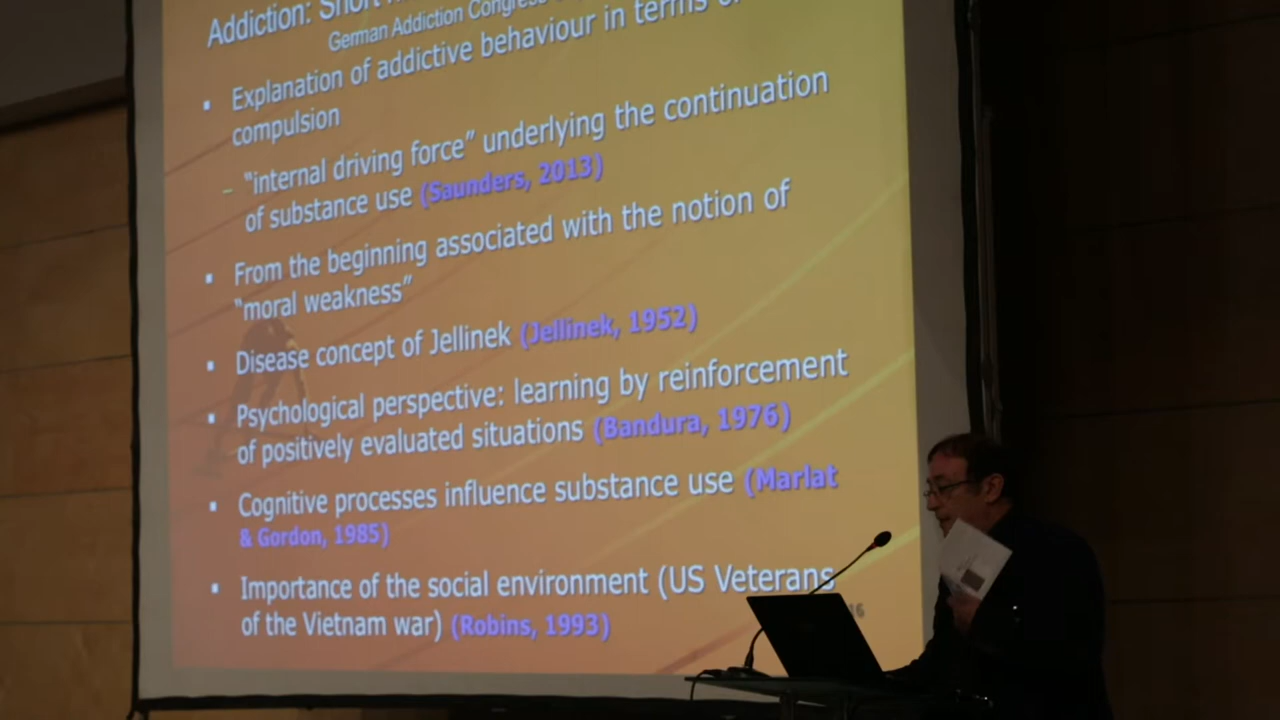 Addiction: Short
German Addiction Congress
▪ Explanation of addictive behaviour in terms of
compulsion
– "internal driving force" underlying the continuation
of substance use (Saunders, 2013)
▪ From the beginning associated with the notion of
"moral weakness"
▪ Disease concept of Jellinek (Jellinek, 1952)
▪ Psychological perspective: learning by reinforcement
of positively evaluated situations (Bandura, 1976)
▪ Cognitive processes influence substance use (Marlat
& Gordon, 1985)
▪ Importance of the social environment (US Veterans
of the Vietnam war) (Robins, 1993)
16